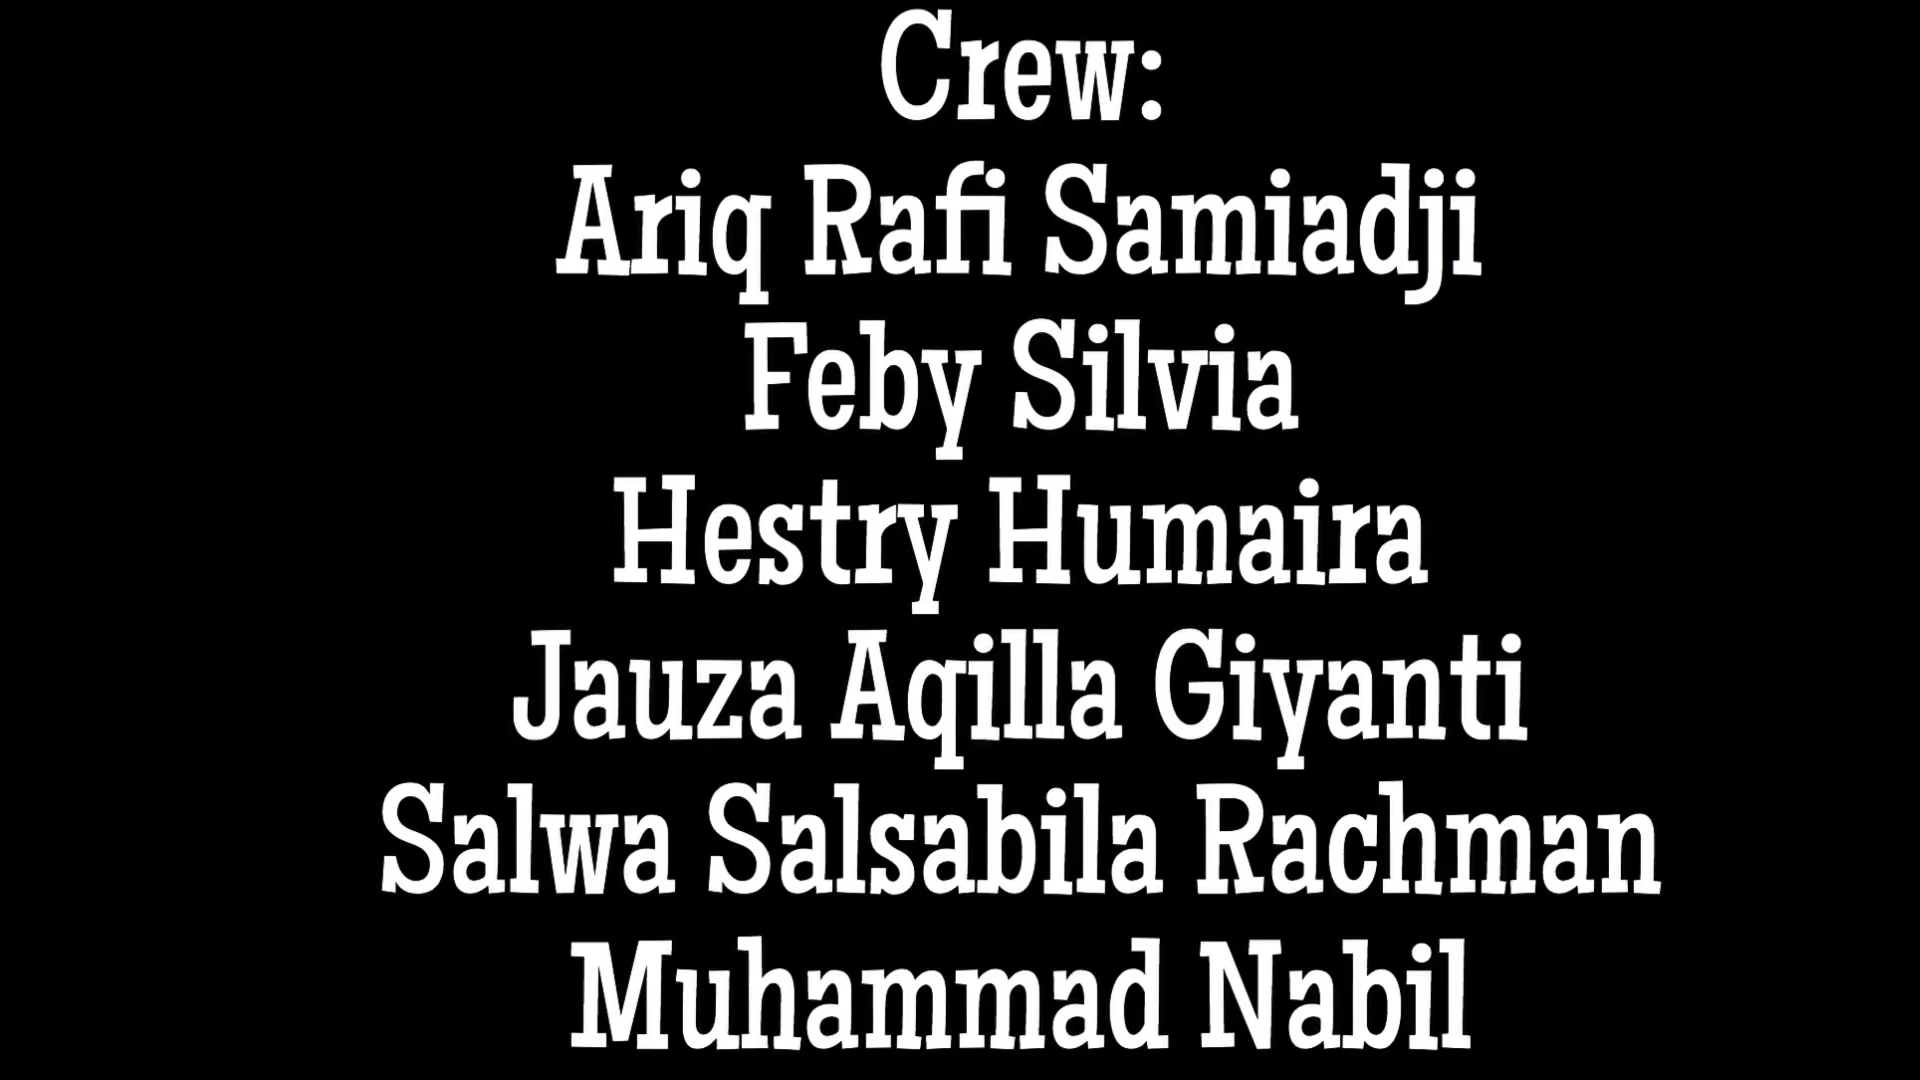 Crew:
Ariq Rafi Samiadji
Feby Silvia
Hestry Humaira
Jauza Aqilla Giyanti
Salwa Salsabila Rachman
Muhammad Nabil